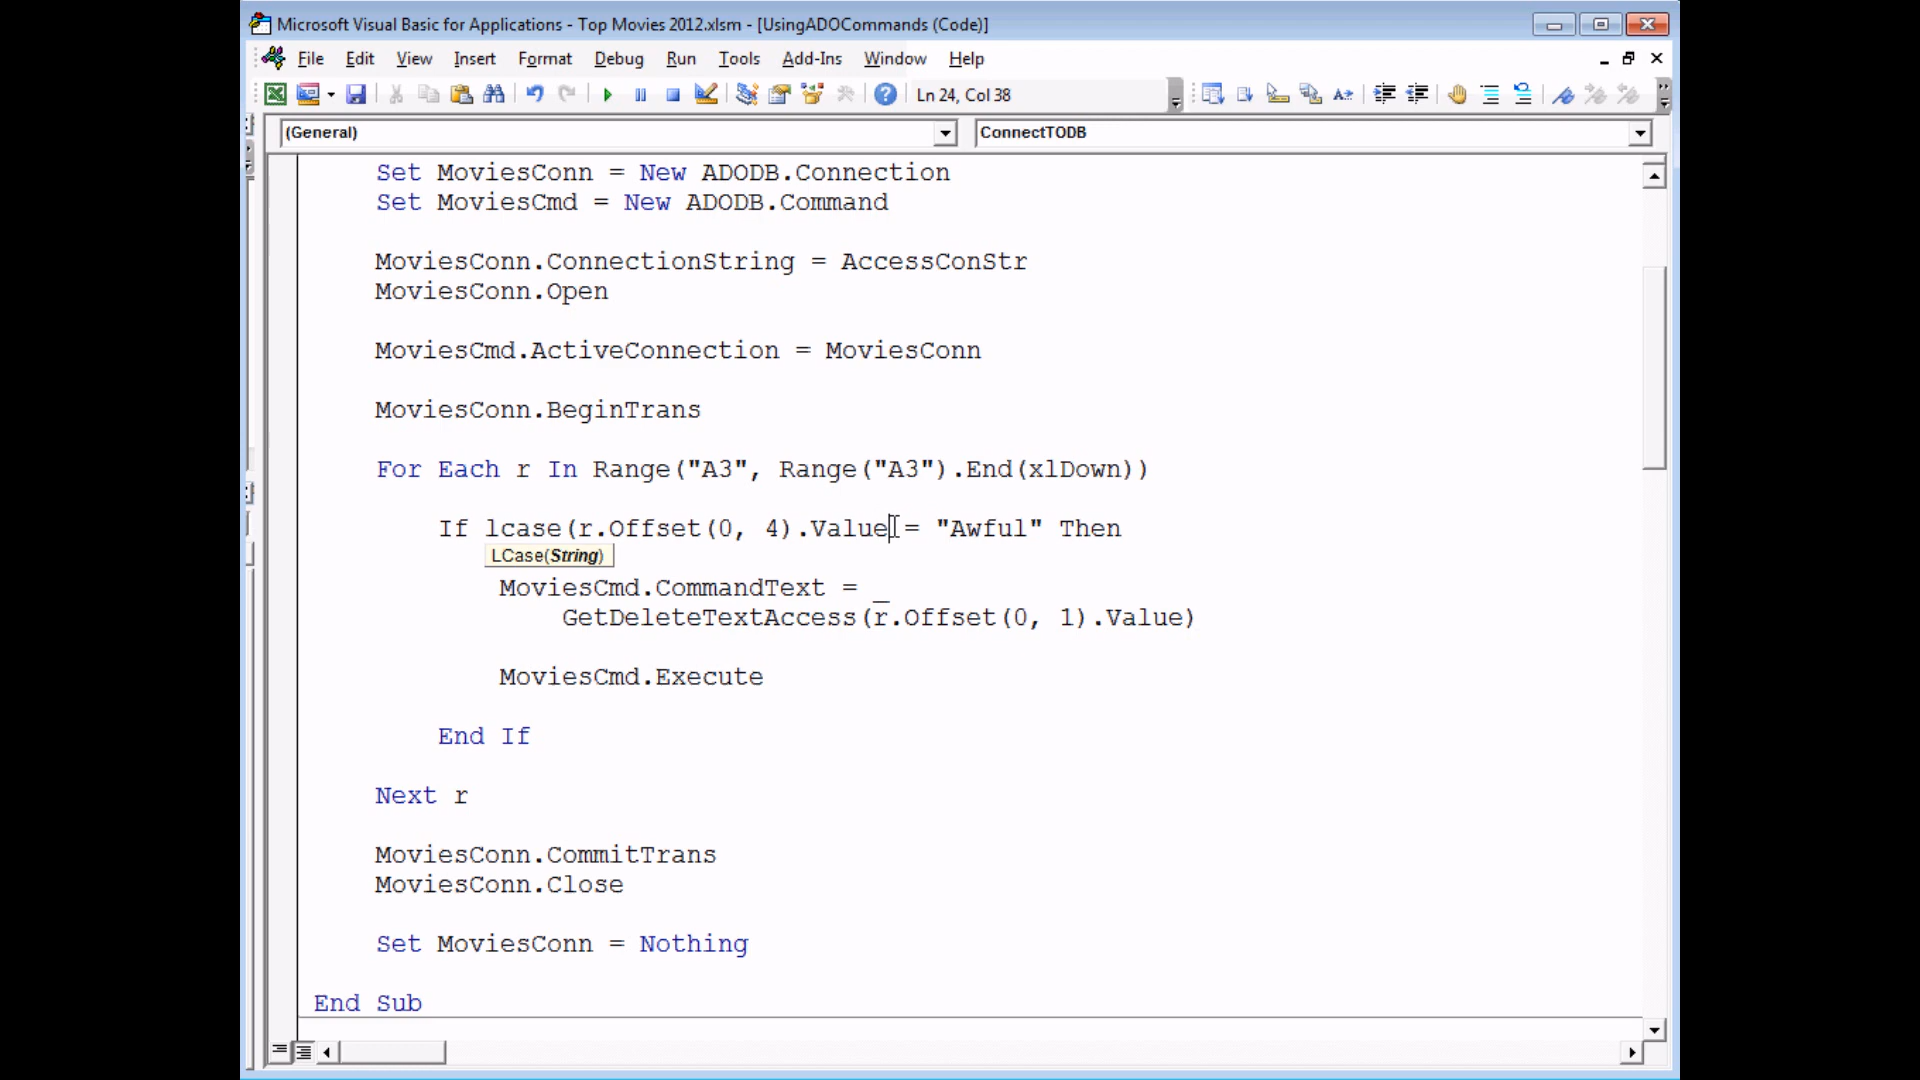 Microsoft Visual Basic for Applications - Top Movies 2012.xlsm - [UsingADOCommands (Code)]
File Edit View Insert Format Debug Run Tools Add-Ins Window Help
Ln 24, Col 38
(General) ConnectTODB
Set MoviesConn = New ADODB.Connection
Set MoviesCmd = New ADODB.Command
MoviesConn.ConnectionString = AccessConStr
MoviesConn.Open
MoviesCmd.ActiveConnection = MoviesConn
MoviesConn.BeginTrans
For Each r In Range("A3", Range("A3").End(xlDown))
If lcase(r.Offset(0, 4).Value = "Awful" Then
LCase(String)
MoviesCmd.CommandText = _
GetDeleteTextAccess(r.Offset(0, 1).Value)
MoviesCmd.Execute
End If
Next r
MoviesConn.CommitTrans
MoviesConn.Close
Set MoviesConn = Nothing
End Sub